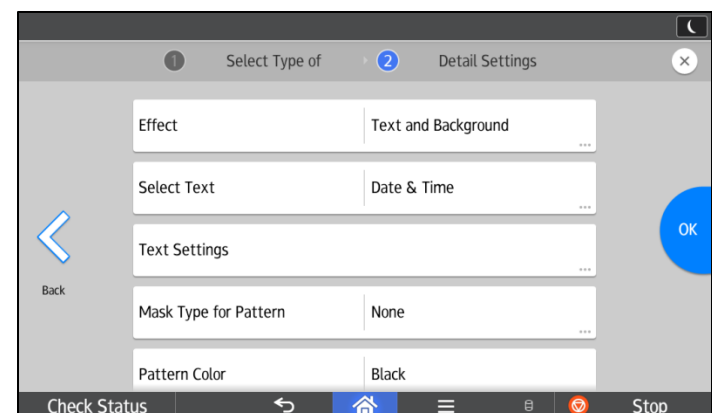 1 Select Type of 2 Detail Settings
Effect Text and Background
Select Text Date & Time
OK
Text Settings
Back
Mask Type for Pattern None
Pattern Color Black
Check Status Stop